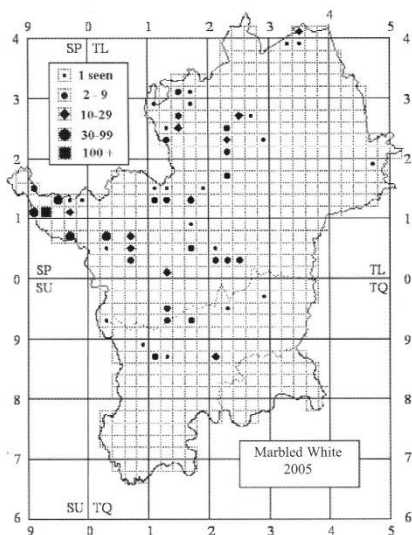 9 0 1 2 3 4 5
4 SP TL 4
1 seen
2 - 9
3 10-29 3
30-99
100 +
2 2
1 1
SP TL
0 0
SU TQ
9 9
8 8
7 Marbled White 7
2005
SU TQ
6 6
9 0 1 2 3 4 5